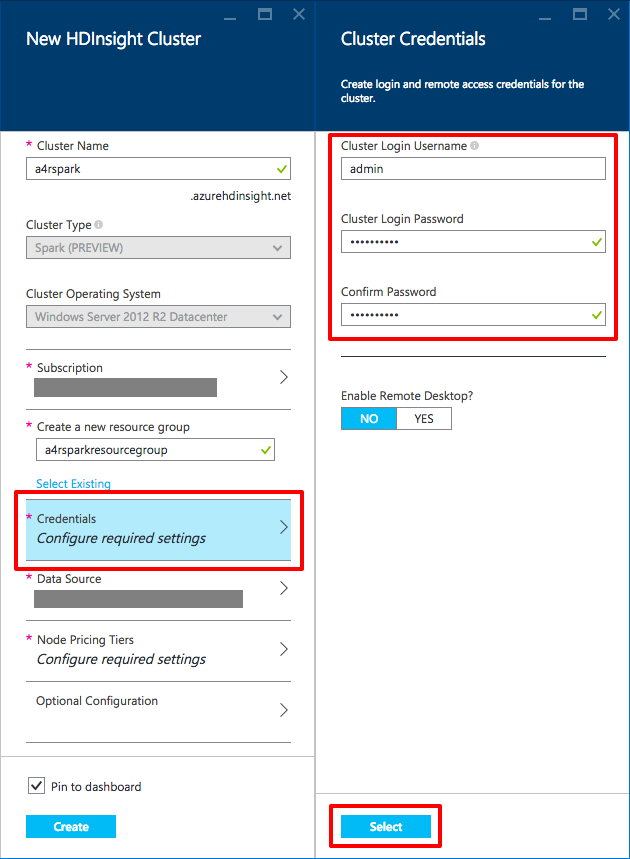 New HDInsight Cluster
* Cluster Name
a4rspark
.azurehdinsight.net
Cluster Type
Spark (PREVIEW)
Cluster Operating System
Windows Server 2012 R2 Datacenter
* Subscription
* Create a new resource group
a4rsparkresourcegroup
Select Existing
* Credentials
Configure required settings
* Data Source
* Node Pricing Tiers
Configure required settings
Optional Configuration
Pin to dashboard
Create
Cluster Credentials
Create login and remote access credentials for the
cluster.
Cluster Login Username
admin
Cluster Login Password
••••••••••
Confirm Password
••••••••••
Enable Remote Desktop?
NO YES
Select